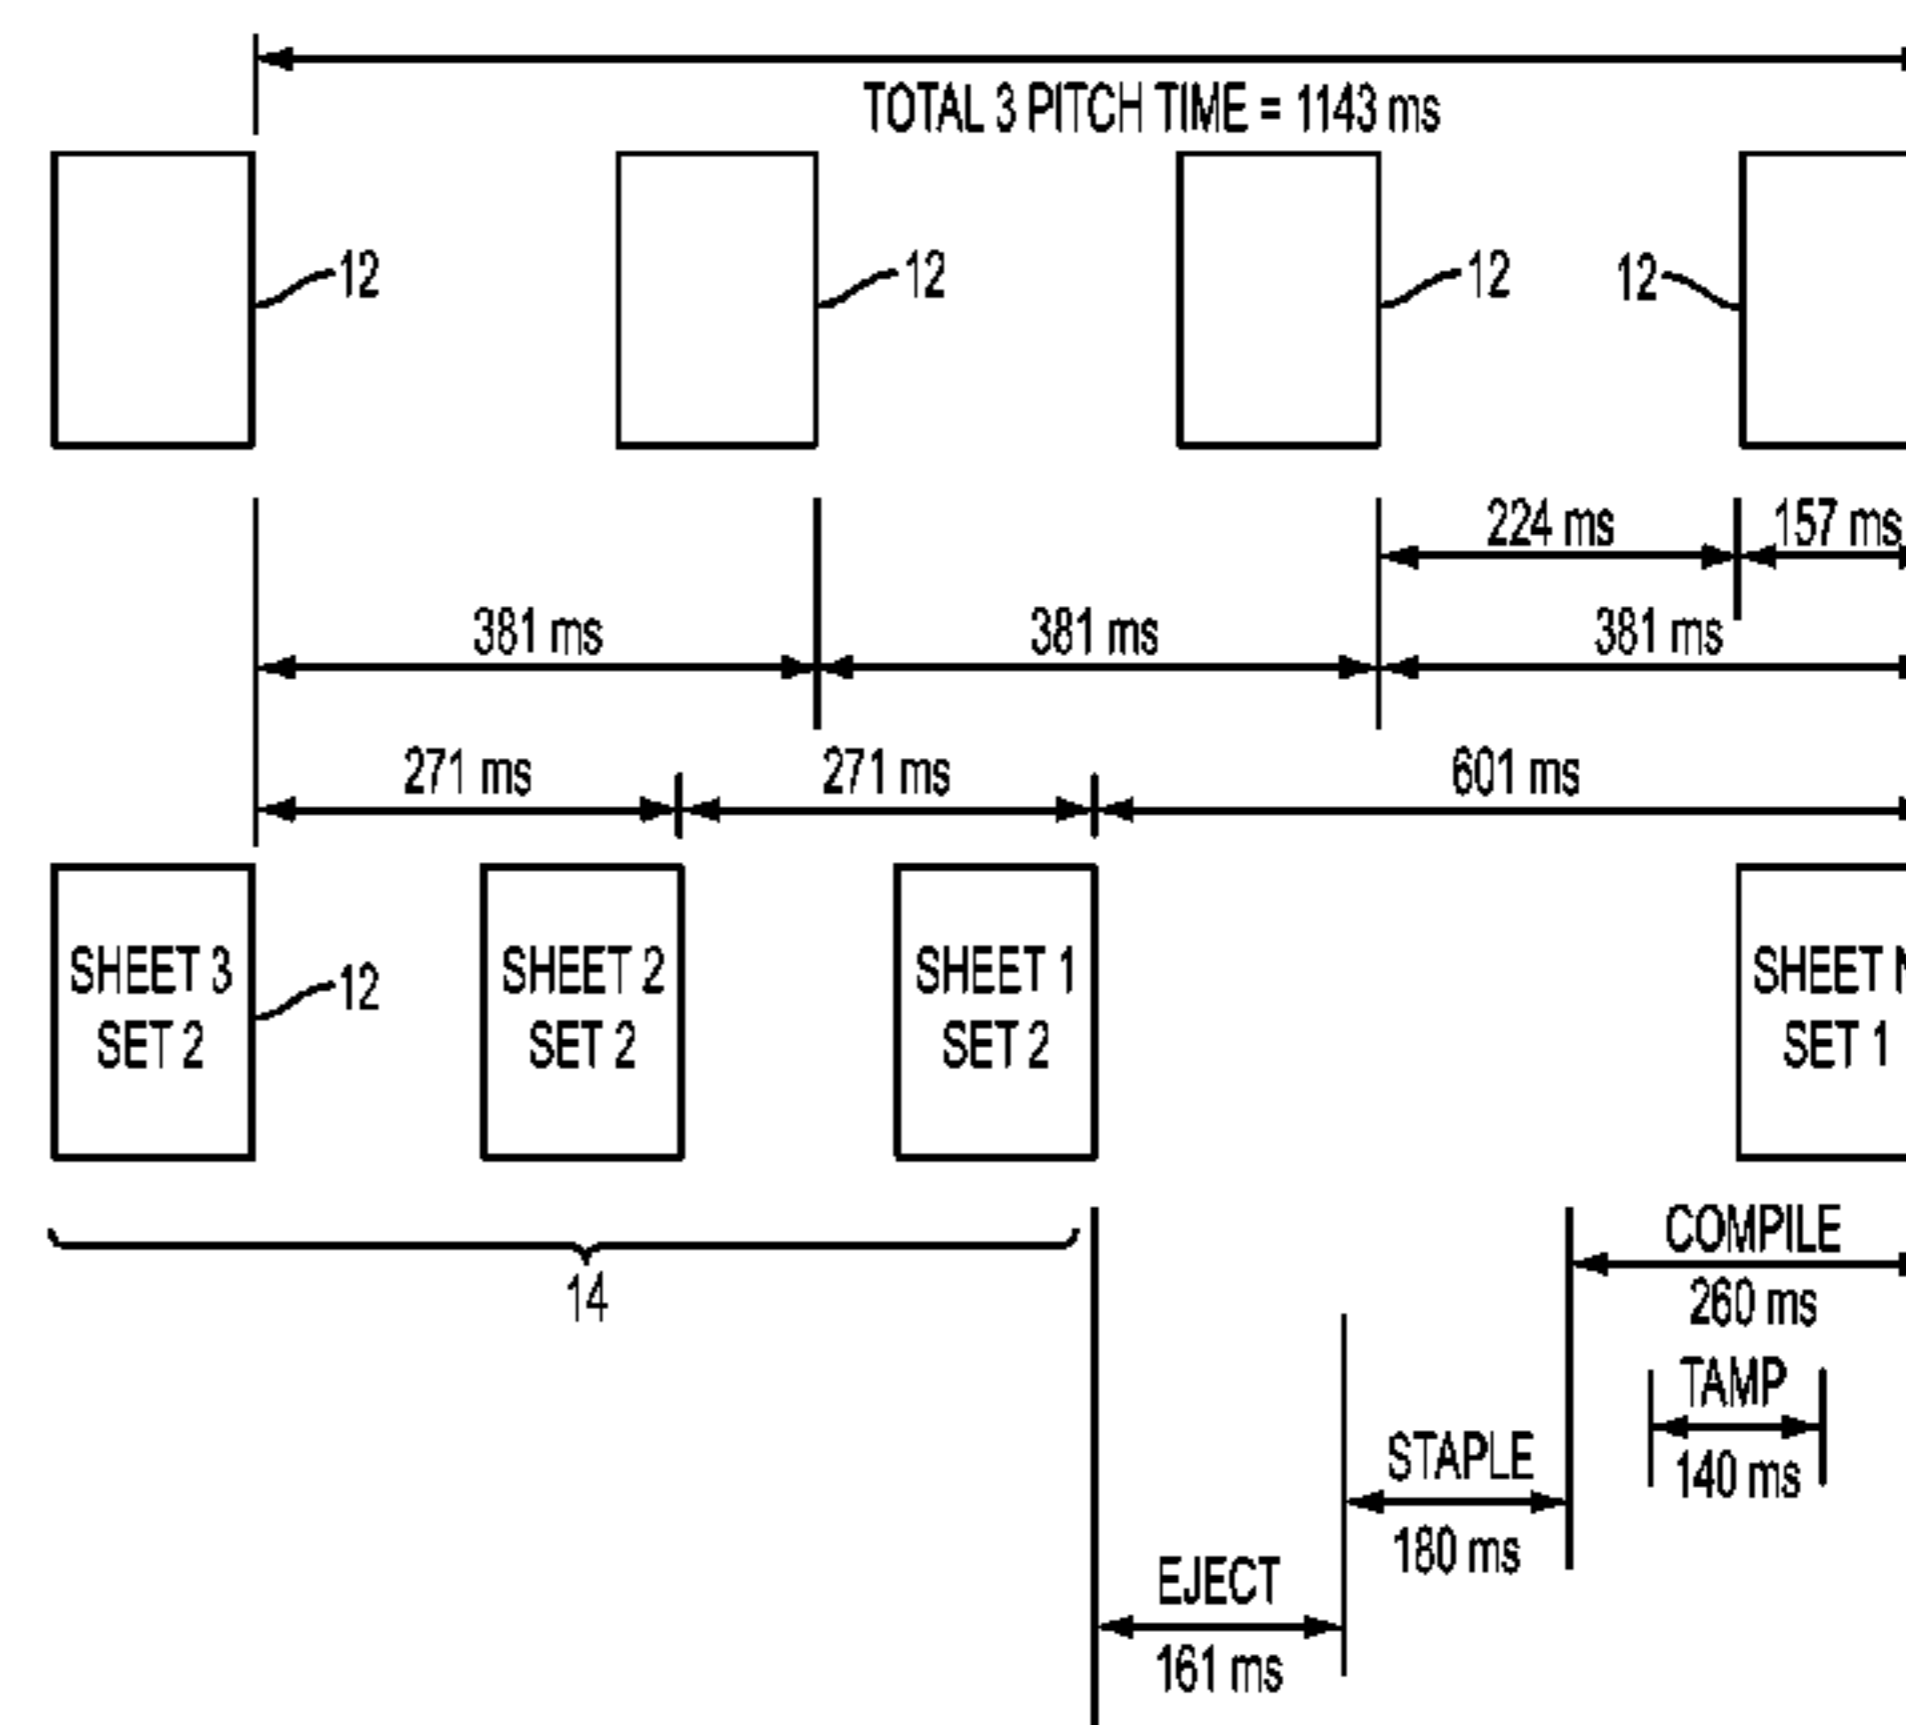 TOTAL 3 PITCH TIME = 1143 ms
12
12
12
12
224 ms
157 ms
381 ms
381 ms
381 ms
271 ms
271 ms
601 ms
SHEET 3
SET 2
12
SHEET 2
SET 2
SHEET 1
SET 2
SHEET
SET 1
14
COMPILE
260 ms
TAMP
140 ms
STAPLE
180 ms
EJECT
161 ms